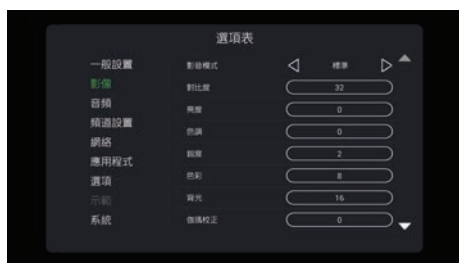 選項表
一般設置
影像
音頻
頻道設置
網絡
應用程式
選項
示範
系統
影音模式 標準
對比度 32
亮度 0
色調 0
銳度 2
色彩 8
背光 16
伽瑪校正 0